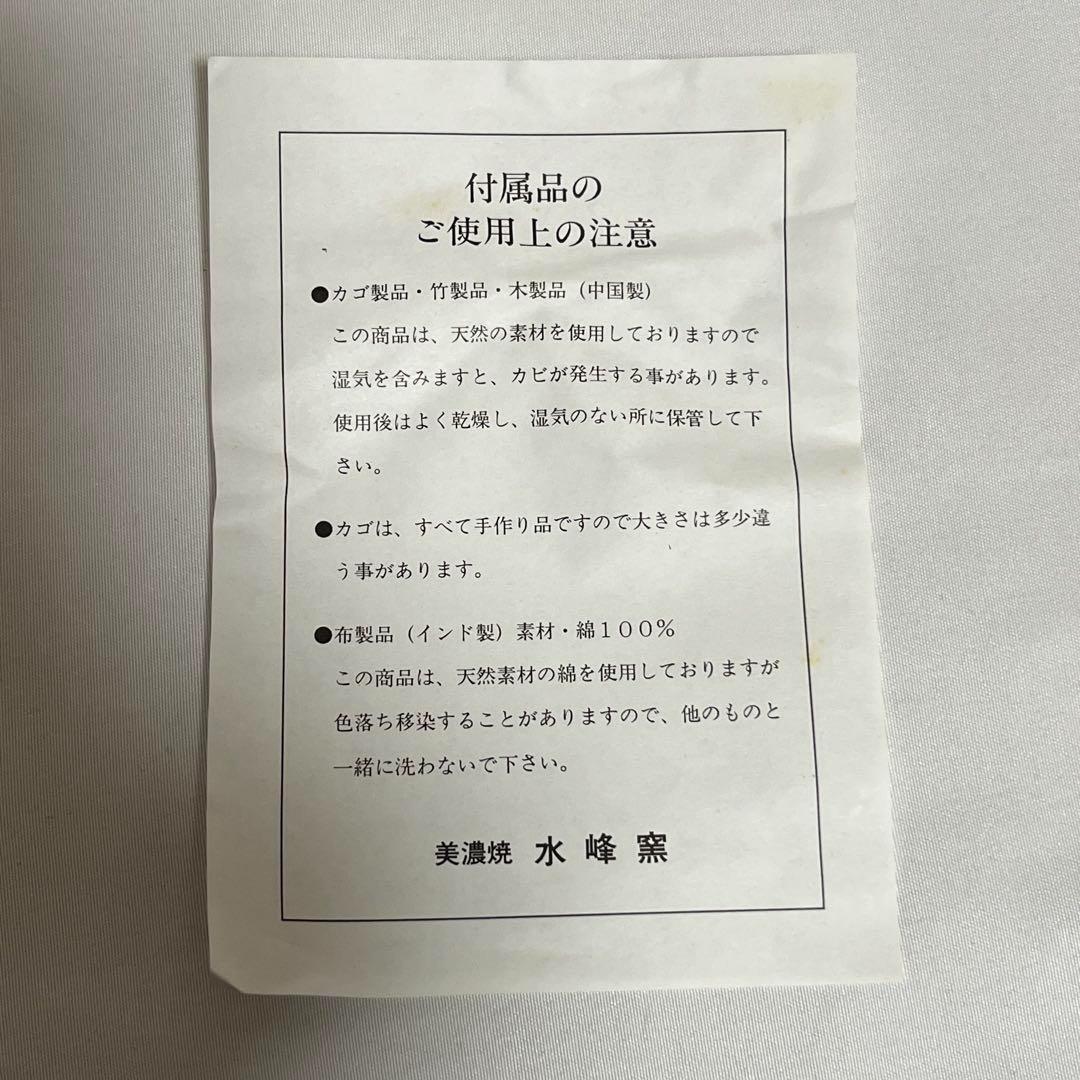 付属品の
ご使用上の注意
●カゴ製品・竹製品・木製品（中国製）
この商品は、天然の素材を使用しておりますので
湿気を含みますと、カビが発生する事があります。
使用後はよく乾燥し、湿気のない所に保管して下
さい。
●カゴは、すべて手作り品ですので大きさは多少違
う事があります。
●布製品（インド製）素材・綿１００％
この商品は、天然素材の綿を使用しておりますが
色落ち移染することがありますので、他のものと
一緒に洗わないで下さい。
美濃焼 水峰窯